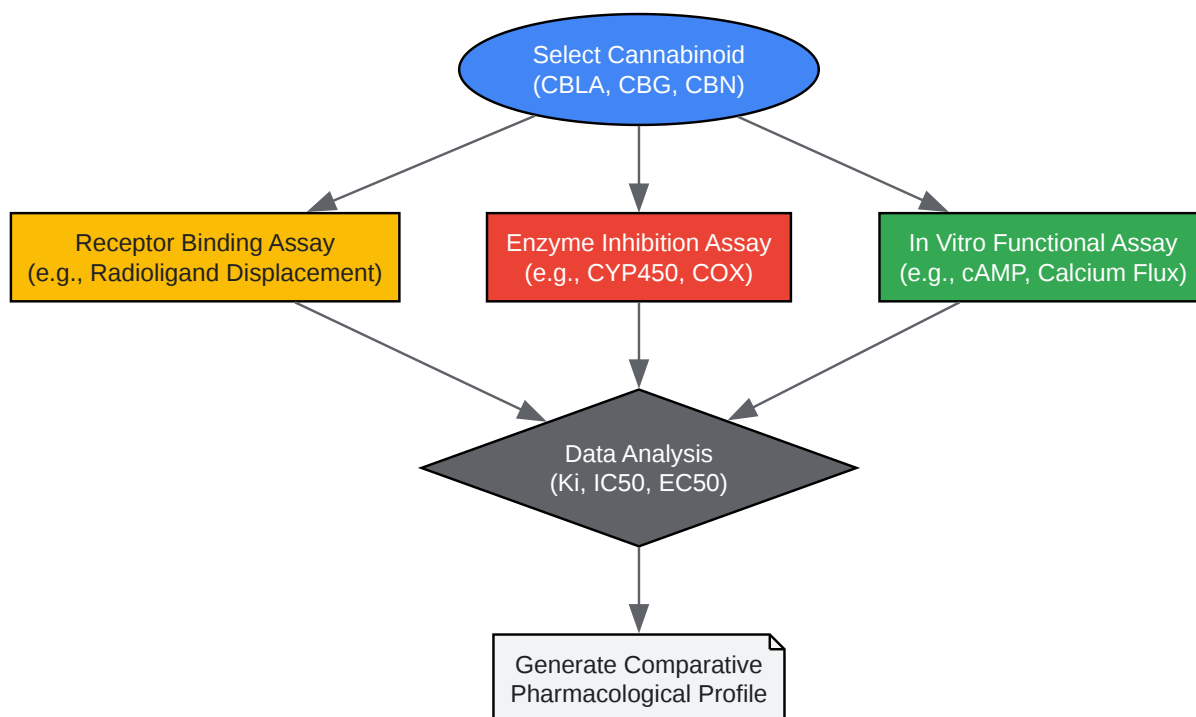 Select Cannabinoid
(CBLA, CBG, CBN)
Receptor Binding Assay
(e.g., Radioligand Displacement)
Enzyme Inhibition Assay
(e.g., CYP450, COX)
In Vitro Functional Assay
(e.g., cAMP, Calcium Flux)
Data Analysis
(Ki, IC50, EC50)
Generate Comparative
Pharmacological Profile